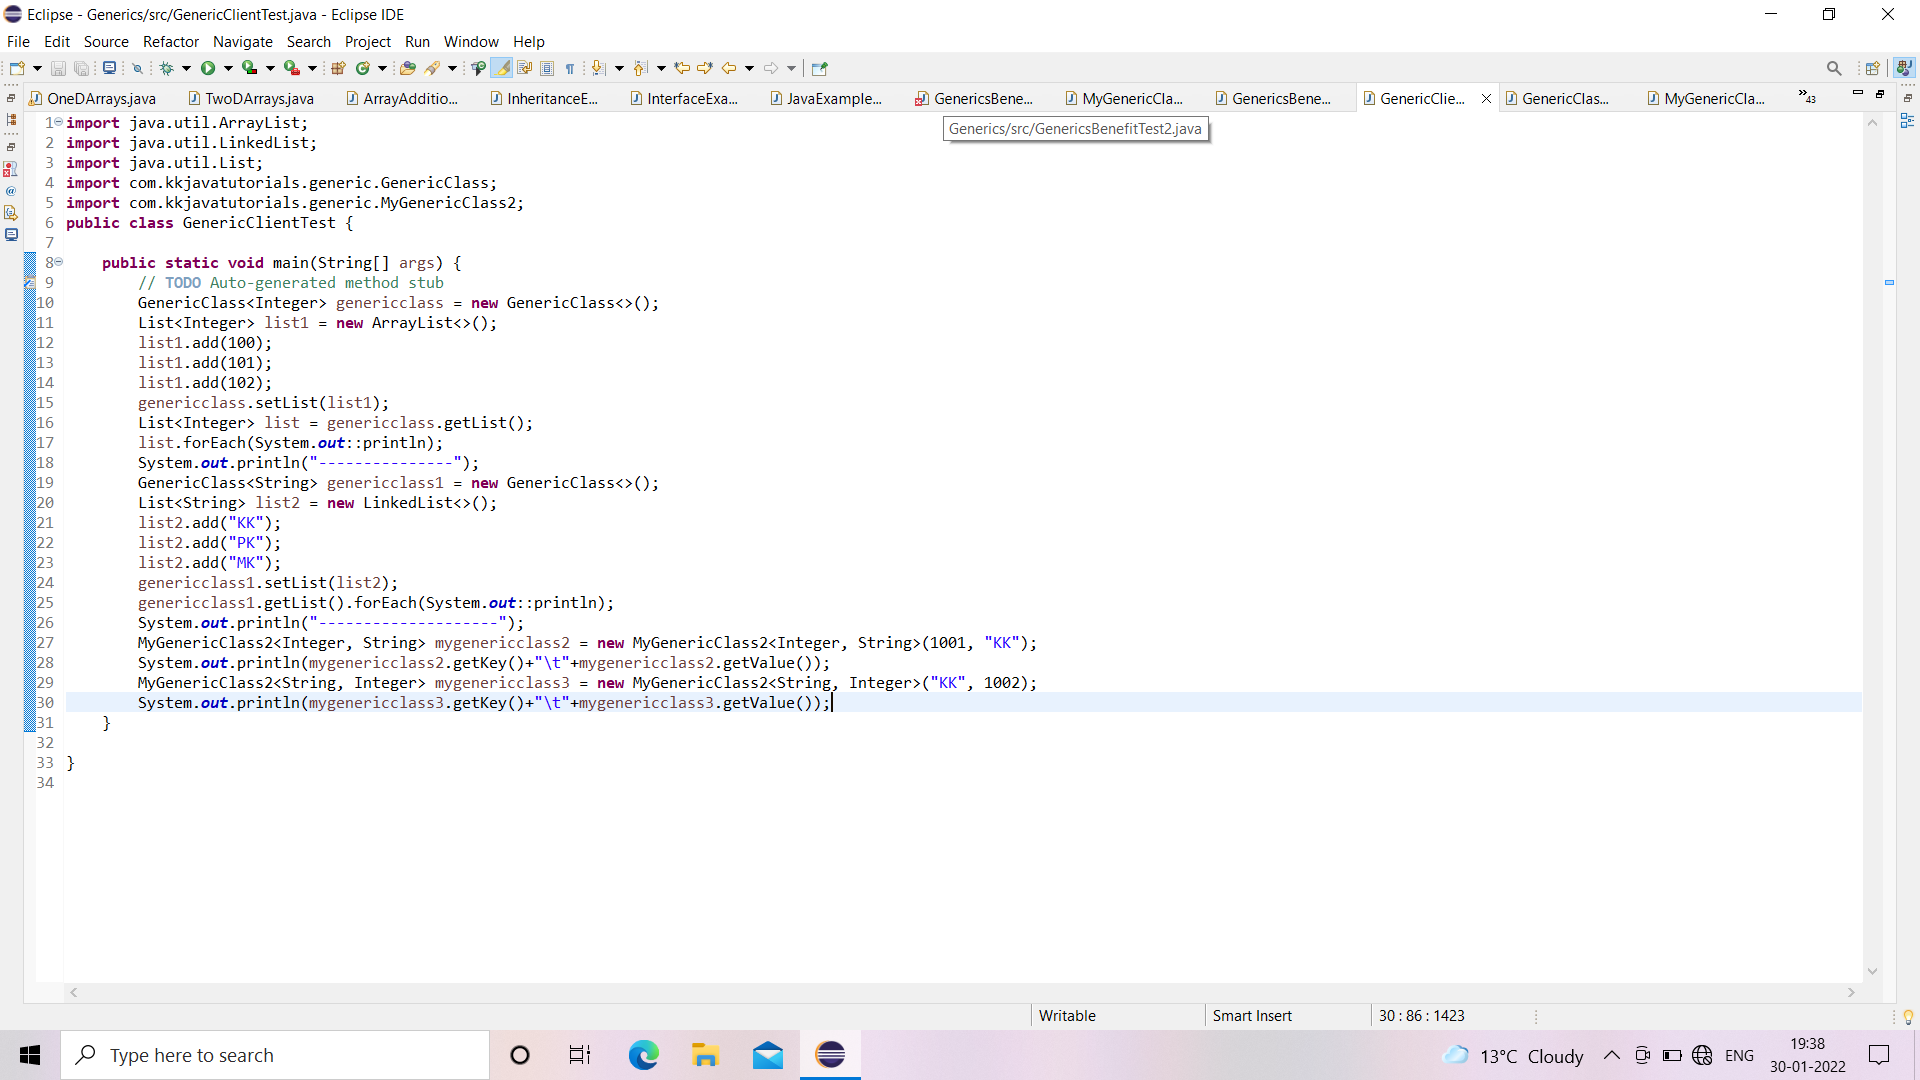 Eclipse - Generics/src/GenericClientTest.java - Eclipse IDE
File Edit Source Refactor Navigate Search Project Run Window Help
OneDArrays.java TwoDArrays.java ArrayAdditio... InheritanceE... InterfaceExa... JavaExample... GenericsBene... MyGenericCla... GenericsBene... GenericClie... GenericClas... MyGenericCla... »43
Generics/src/GenericsBenefitTest2.java
1 import java.util.ArrayList;
2 import java.util.LinkedList;
3 import java.util.List;
4 import com.kkjavatutorials.generic.GenericClass;
5 import com.kkjavatutorials.generic.MyGenericClass2;
6 public class GenericClientTest {
7
8 public static void main(String[] args) {
9 // TODO Auto-generated method stub
10 GenericClass<Integer> genericclass = new GenericClass<>();
11 List<Integer> list1 = new ArrayList<>();
12 list1.add(100);
13 list1.add(101);
14 list1.add(102);
15 genericclass.setList(list1);
16 List<Integer> list = genericclass.getList();
17 list.forEach(System.out::println);
18 System.out.println("---------------");
19 GenericClass<String> genericclass1 = new GenericClass<>();
20 List<String> list2 = new LinkedList<>();
21 list2.add("KK");
22 list2.add("PK");
23 list2.add("MK");
24 genericclass1.setList(list2);
25 genericclass1.getList().forEach(System.out::println);
26 System.out.println("--------------------");
27 MyGenericClass2<Integer, String> mygenericclass2 = new MyGenericClass2<Integer, String>(1001, "KK");
28 System.out.println(mygenericclass2.getKey()+"\t"+mygenericclass2.getValue());
29 MyGenericClass2<String, Integer> mygenericclass3 = new MyGenericClass2<String, Integer>("KK", 1002);
30 System.out.println(mygenericclass3.getKey()+"\t"+mygenericclass3.getValue());
31 }
32
33 }
34
Writable Smart Insert 30 : 86 : 1423
Type here to search 13°C Cloudy ENG 19:38
30-01-2022